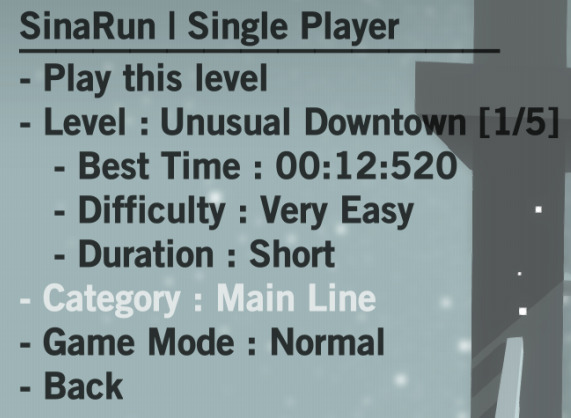 SinaRun | Single Player
- Play this level
- Level : Unusual Downtown [1/5]
- Best Time : 00:12:520
- Difficulty : Very Easy
- Duration : Short
- Category : Main Line
- Game Mode : Normal
- Back